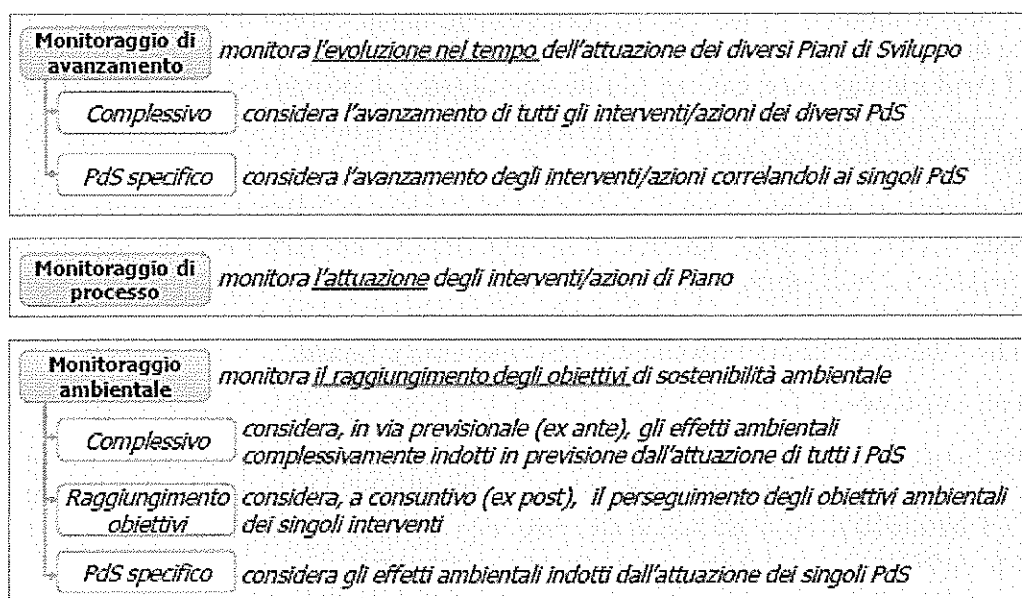 Monitoraggio di avanzamento
monitora l'evoluzione nel tempo dell'attuazione dei diversi Piani di Sviluppo
Complessivo
considera l'avanzamento di tutti gli interventi/azioni dei diversi PdS
PdS specifico
considera l'avanzamento degli interventi/azioni correlandoli ai singoli PdS
Monitoraggio di processo
monitora l'attuazione degli interventi/azioni di Piano
Monitoraggio ambientale
monitora il raggiungimento degli obiettivi di sostenibilità ambientale
Complessivo
considera, in via previsionale (ex ante), gli effetti ambientali
complessivamente indotti in previsione dall'attuazione di tutti i PdS
Raggiungimento obiettivi
considera, a consuntivo (ex post), il perseguimento degli obiettivi ambientali
dei singoli interventi
PdS specifico
considera gli effetti ambientali indotti dall'attuazione dei singoli PdS